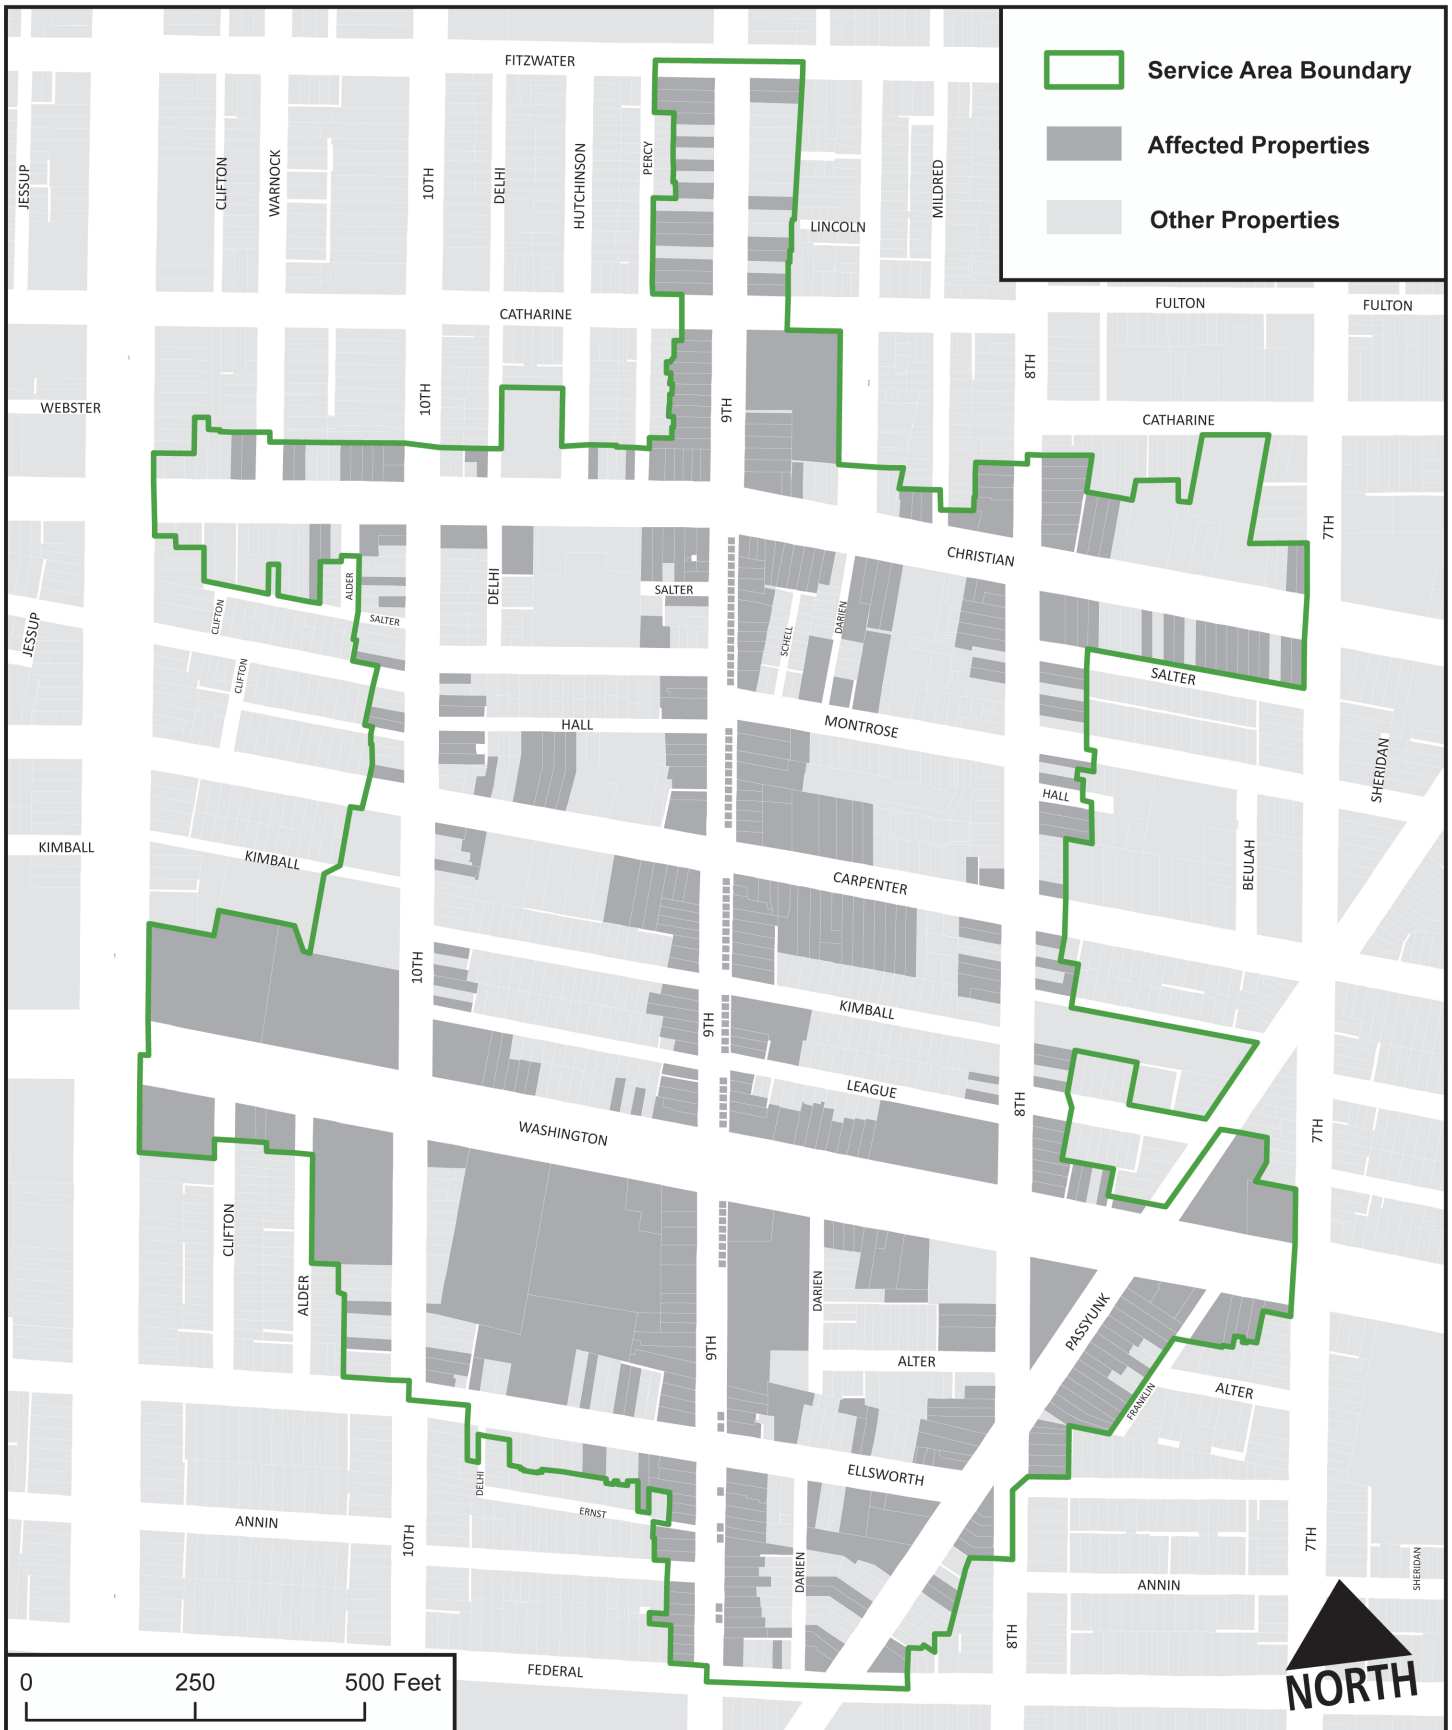 Service Area Boundary
Affected Properties
Other Properties
FITZWATER
JESSUP
CLIFTON
WARNOCK
10TH
DELHI
HUTCHINSON
PERCY
MILDRED
LINCOLN
FULTON
FULTON
CATHARINE
8TH
10TH
9TH
WEBSTER
CATHARINE
7TH
CHRISTIAN
DELHI
ALDER
SALTER
CLIFTON
SALTER
DARIEN
SCHELL
JESSUP
CLIFTON
SALTER
HALL
MONTROSE
SHERIDAN
HALL
KIMBALL
KIMBALL
BEULAH
CARPENTER
10TH
KIMBALL
9TH
LEAGUE
8TH
WASHINGTON
7TH
CLIFTON
ALDER
DARIEN
PASSYUNK
9TH
ALTER
ALTER
FRANKLIN
ELLSWORTH
DELHI
ERNST
ANNIN
10TH
7TH
DARIEN
ANNIN
SHERIDAN
8TH
FEDERAL
0 250 500 Feet
NORTH